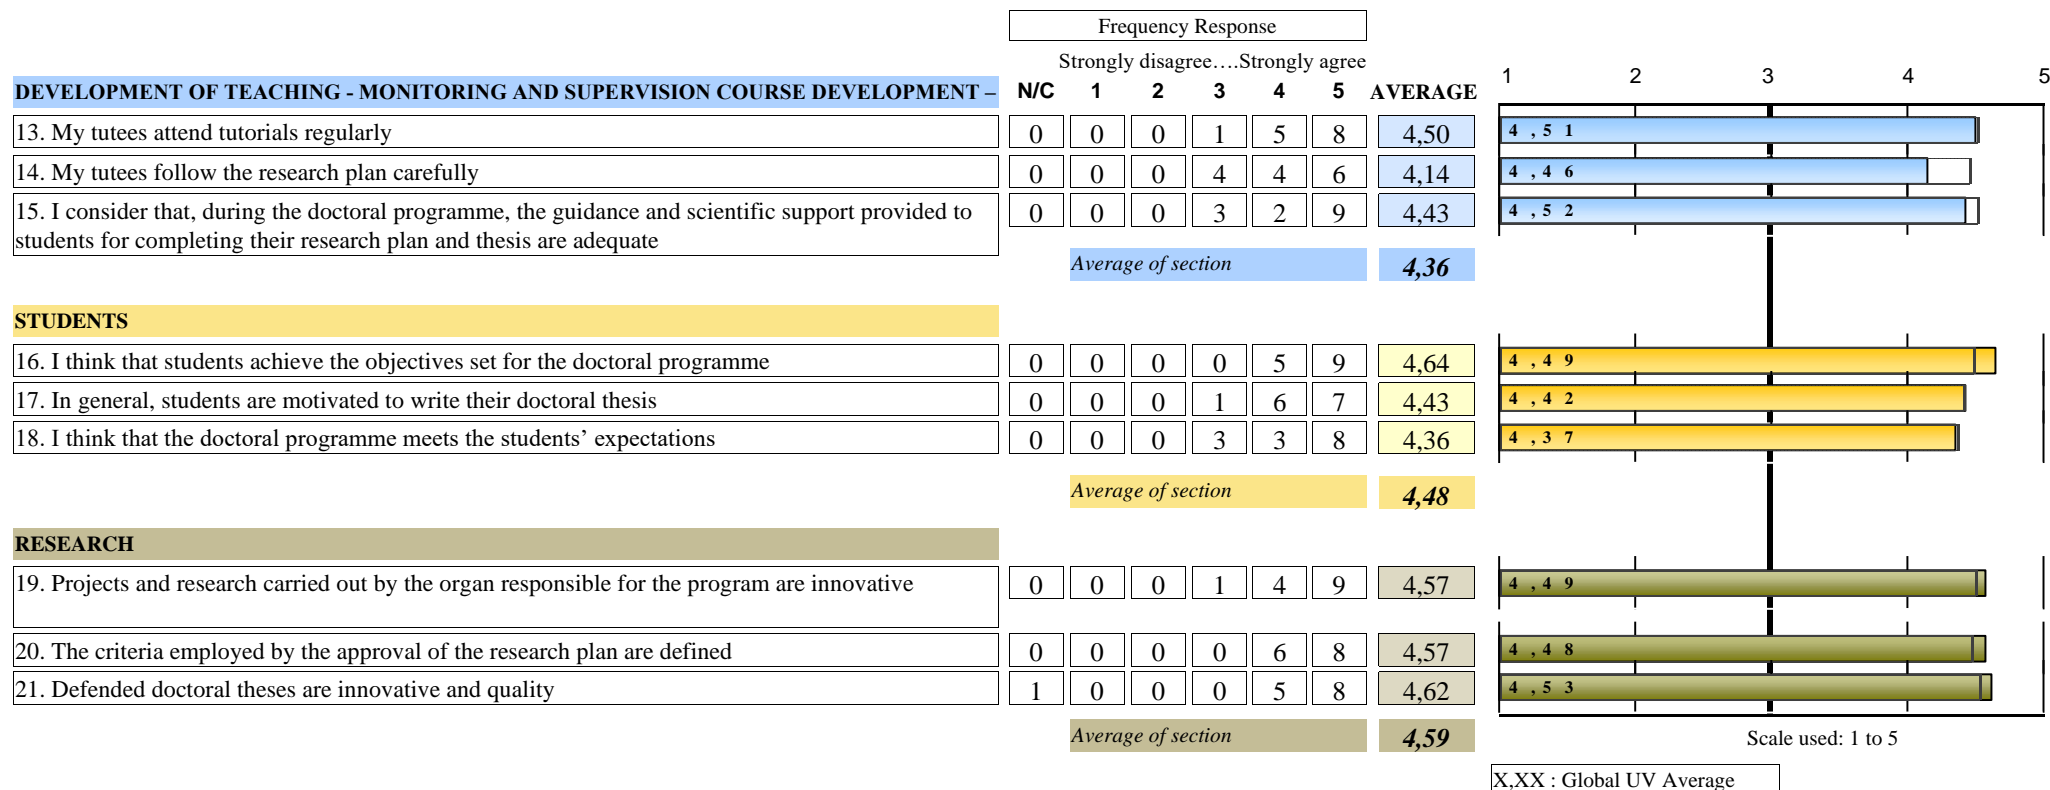 Frequency Response
Strongly disagree….Strongly agree
DEVELOPMENT OF TEACHING - MONITORING AND SUPERVISION COURSE DEVELOPMENT – N/C 1 2 3 4 5 AVERAGE 1 2 3 4 5
13. My tutees attend tutorials regularly 0 0 0 1 5 8 4,50 4,51
14. My tutees follow the research plan carefully 0 0 0 4 4 6 4,14 4,46
15. I consider that, during the doctoral programme, the guidance and scientific support provided to 0 0 0 3 2 9 4,43 4,52
students for completing their research plan and thesis are adequate
Average of section 4,36
STUDENTS
16. I think that students achieve the objectives set for the doctoral programme 0 0 0 0 5 9 4,64 4,49
17. In general, students are motivated to write their doctoral thesis 0 0 0 1 6 7 4,43 4,42
18. I think that the doctoral programme meets the students’ expectations 0 0 0 3 3 8 4,36 4,37
Average of section 4,48
RESEARCH
19. Projects and research carried out by the organ responsible for the program are innovative 0 0 0 1 4 9 4,57 4,49
20. The criteria employed by the approval of the research plan are defined 0 0 0 0 6 8 4,57 4,48
21. Defended doctoral theses are innovative and quality 1 0 0 0 5 8 4,62 4,53
Average of section 4,59
Scale used: 1 to 5
X,XX : Global UV Average